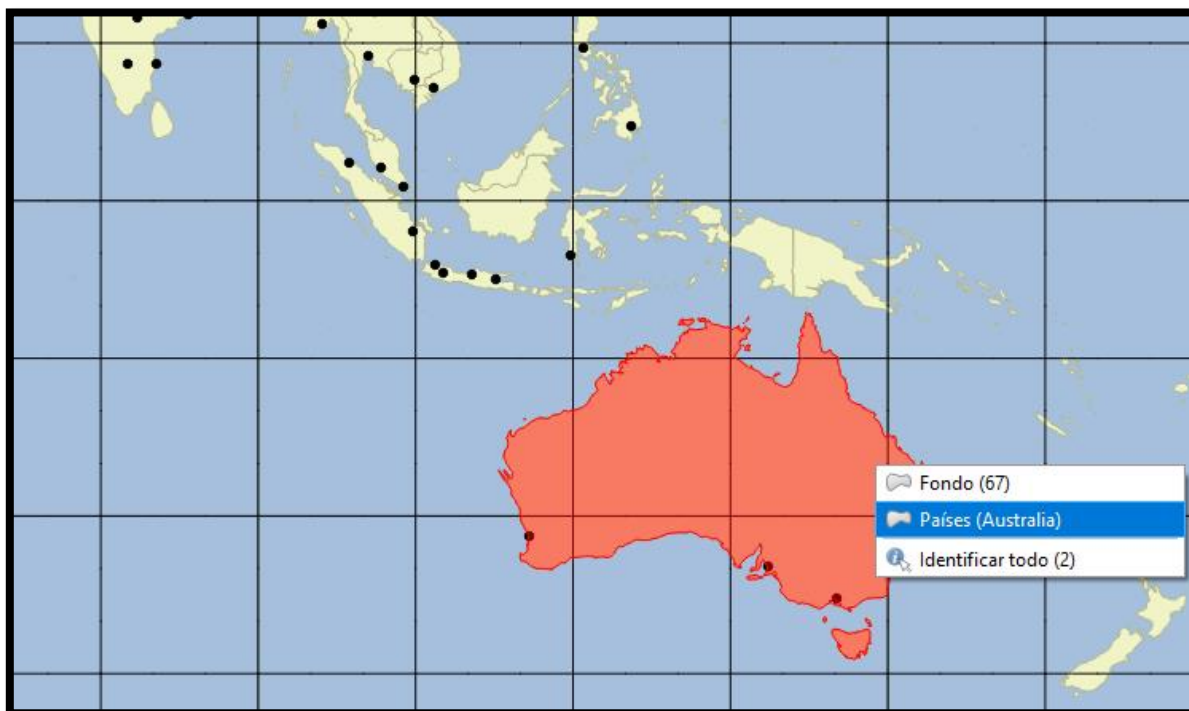 Fondo (67)
Países (Australia)
Identificar todo (2)